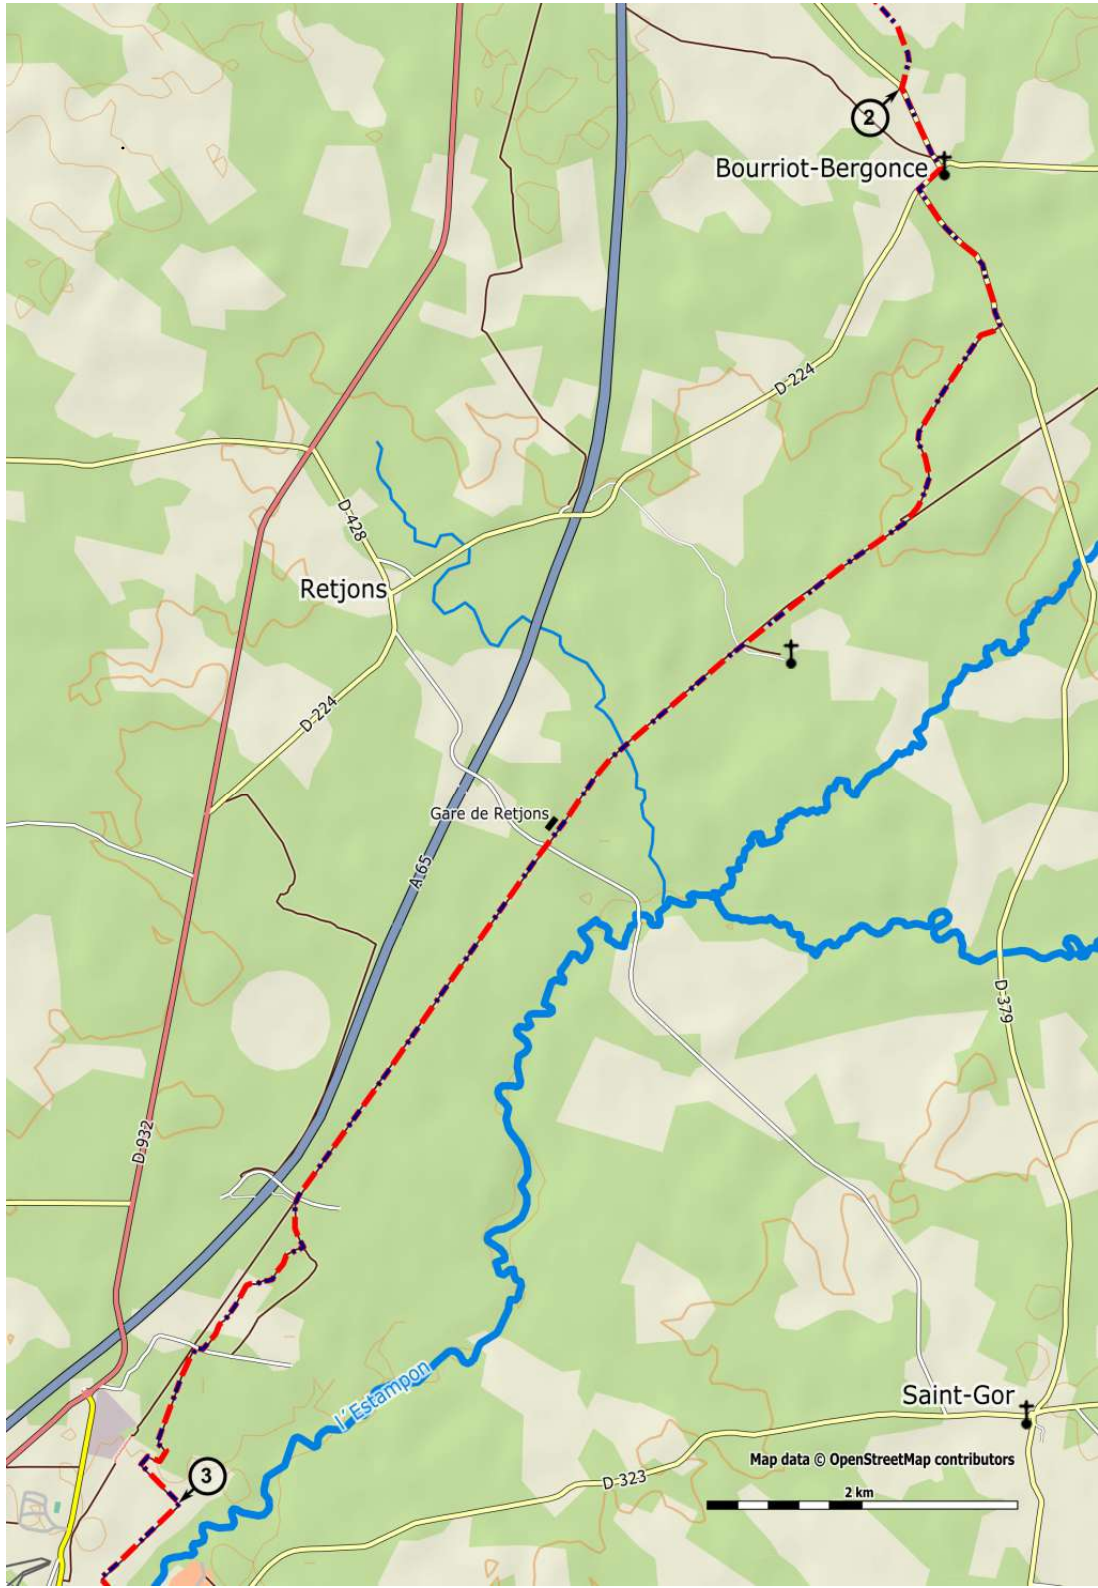 2
Bourriot-Bergonce
D 224
D 428
Retjons
D 224
Gare de Retjons
A 65
D 379
D 932
l'Estampon
Saint-Gor
Map data © OpenStreetMap contributors
3
D 323
2 km